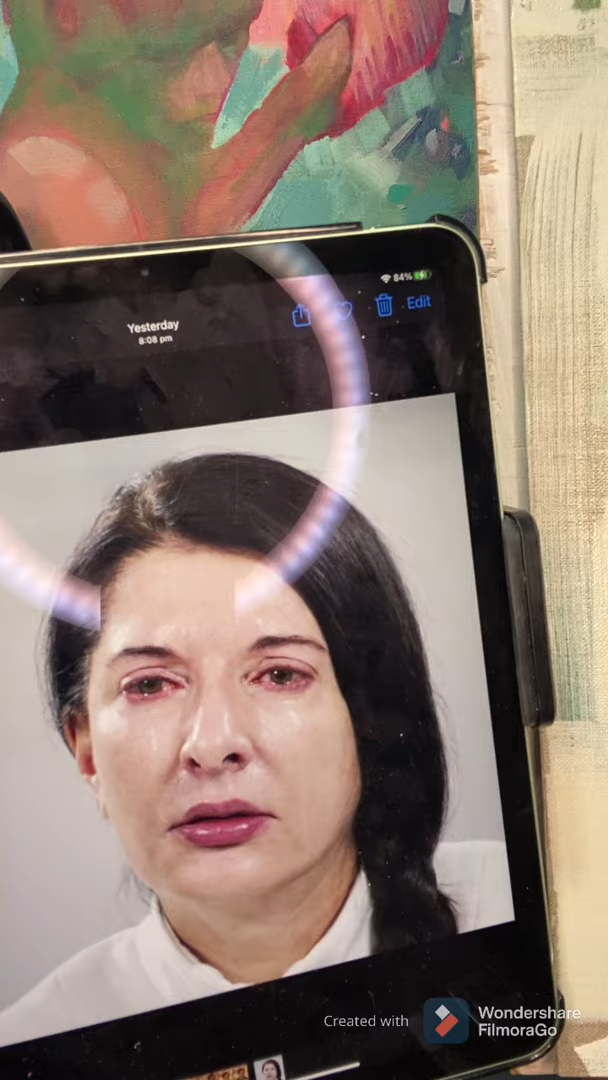 84%
Edit
Yesterday
8:08 pm
Created with
Wondershare
FilmoraGo